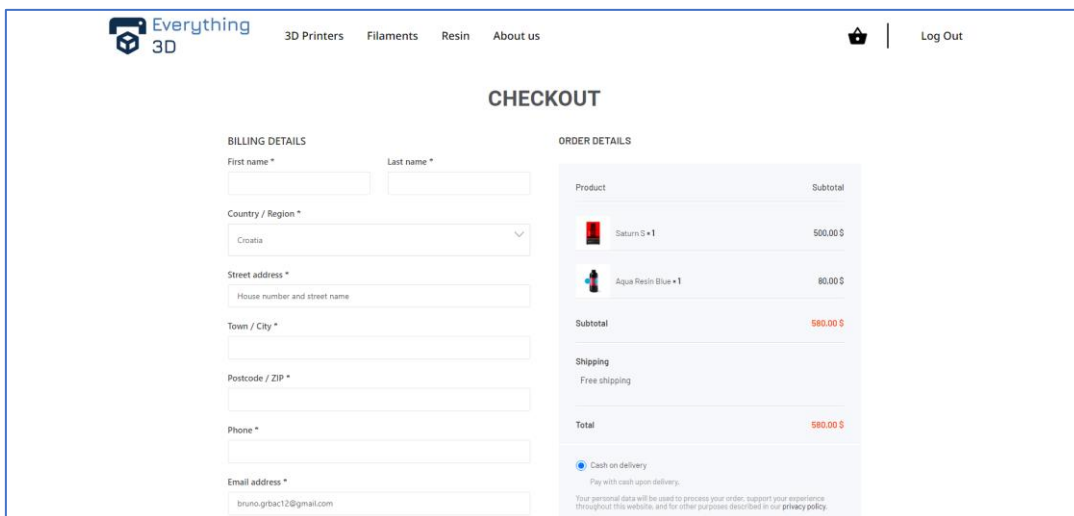 Everything
3D
3D Printers Filaments Resin About us Log Out
CHECKOUT
BILLING DETAILS
First name * Last name *
Country / Region *
Croatia
Street address *
House number and street name
Town / City *
Postcode / ZIP *
Phone *
Email address *
bruno.grbac12@gmail.com
ORDER DETAILS
Product Subtotal
Saturn S × 1 500.00 $
Aqua Resin Blue × 1 80.00 $
Subtotal 580.00 $
Shipping
Free shipping
Total 580.00 $
Cash on delivery
Pay with cash upon delivery.
Your personal data will be used to process your order, support your experience
throughout this website, and for other purposes described in our privacy policy.